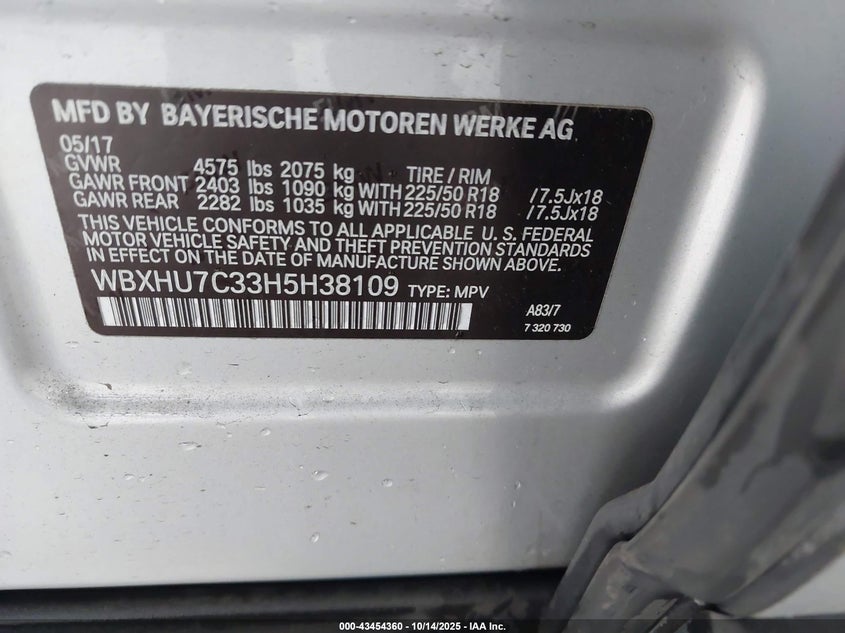 MFD BY BAYERISCHE MOTOREN WERKE AG
05/17
GVWR 4575 lbs 2075 kg TIRE / RIM
GAWR FRONT 2403 lbs 1090 kg WITH 225/50 R18 / 7.5Jx18
GAWR REAR 2282 lbs 1035 kg WITH 225/50 R18 / 7.5Jx18
THIS VEHICLE CONFORMS TO ALL APPLICABLE U. S. FEDERAL
MOTOR VEHICLE SAFETY AND THEFT PREVENTION STANDARDS
IN EFFECT ON THE DATE OF MANUFACTURE SHOWN ABOVE.
WBXHU7C33H5H38109 TYPE: MPV
A83/7
7 320 730
000-43454360 - 10/14/2025 - IAA Inc.